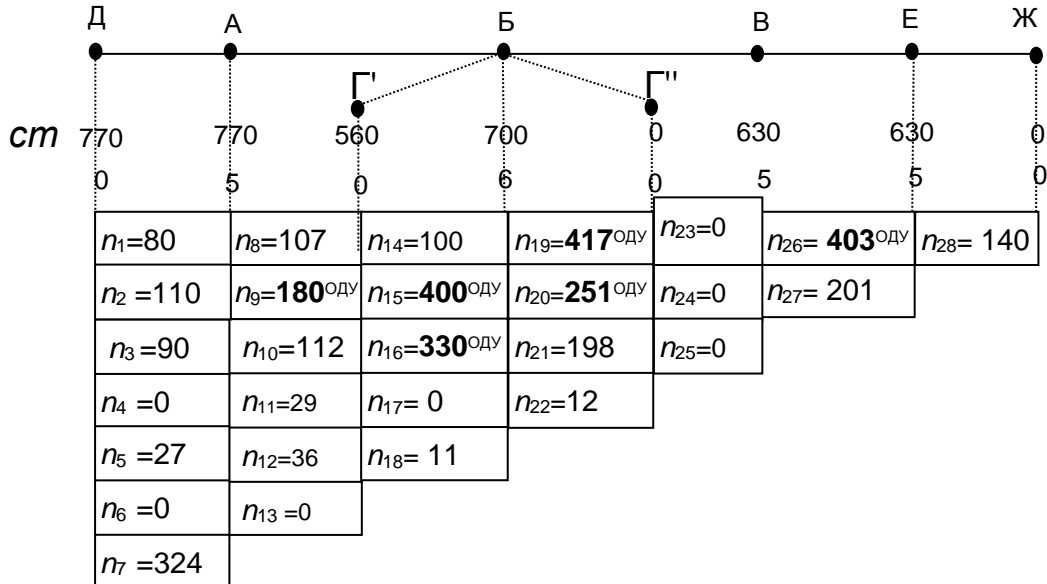 Д А Б В Е Ж
Г' Г''
ст 770 770 560 700 0 630 630 0
0 5 0 6 0 5 5 0
n1=80 n8=107 n14=100 n19=417ОДУ n23=0 n26= 403ОДУ n28= 140
n2 =110 n9=180ОДУ n15=400ОДУ n20=251ОДУ n24=0 n27= 201
n3 =90 n10=112 n16=330ОДУ n21=198 n25=0
n4 =0 n11=29 n17= 0 n22=12
n5 =27 n12=36 n18= 11
n6 =0 n13 =0
n7 =324